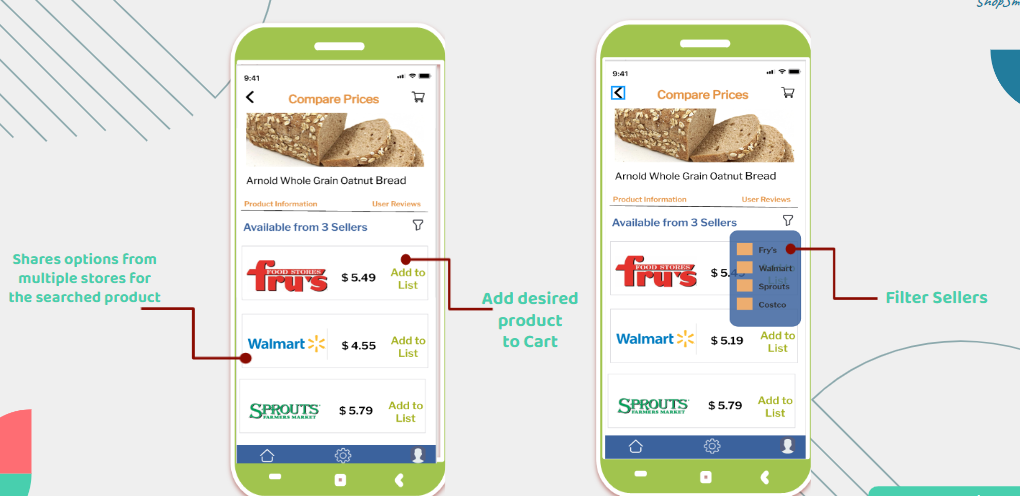 9:41
Compare Prices
Arnold Whole Grain Oatnut Bread
Product Information
User Reviews
Available from 3 Sellers
FOOD STORES
fry's
$ 5.49
Add to
List
Walmart
$ 4.55
Add to
List
SPROUTS
FARMERS MARKET
$ 5.79
Add to
List
Shares options from
multiple stores for
the searched product
Add desired
product
to Cart
9:41
Compare Prices
Arnold Whole Grain Oatnut Bread
Product Information
User Reviews
Available from 3 Sellers
FOOD STORES
fry's
Fry's
Walmart
Sprouts
Costco
Walmart
$ 5.19
Add to
List
SPROUTS
FARMERS MARKET
$ 5.79
Add to
List
Filter Sellers